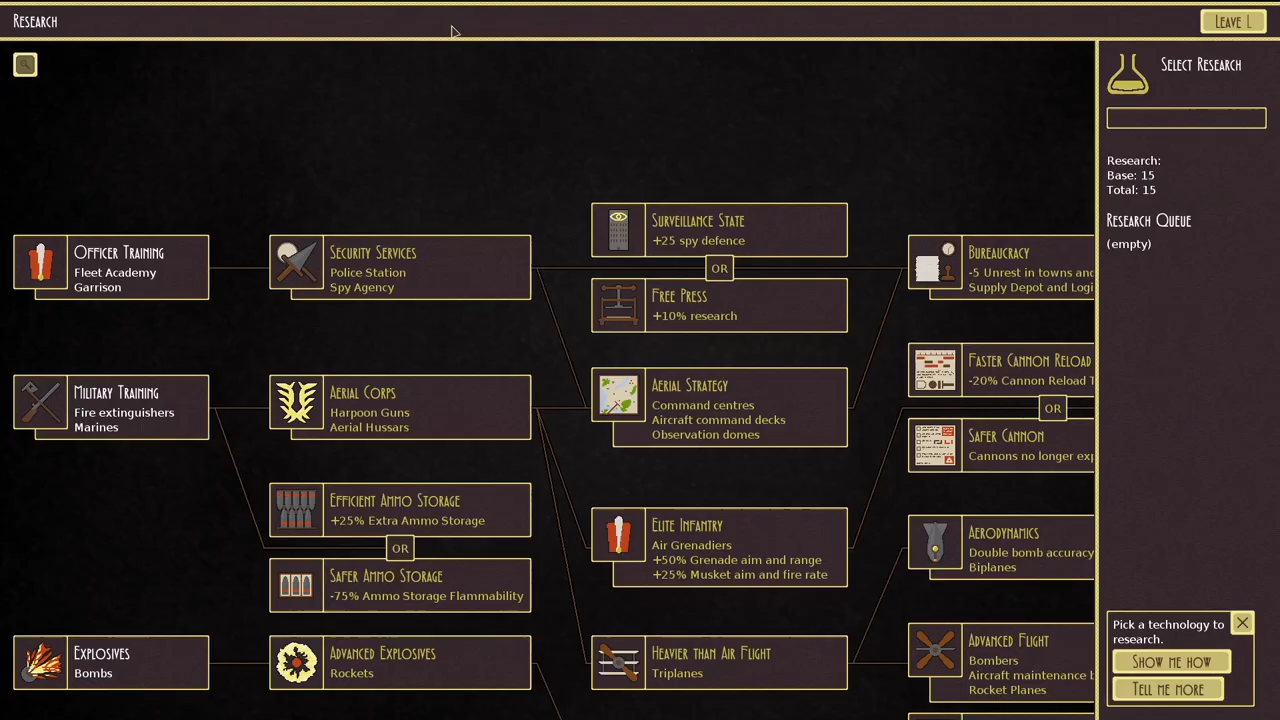 Research
Leave L
Select Research
Research:
Base: 15
Total: 15
Research Queue
(empty)
Officer Training
Fleet Academy
Garrison
Security Services
Police Station
Spy Agency
Surveillance State
+25 spy defence
OR
Free Press
+10% research
Bureaucracy
-5 Unrest in towns and
Supply Depot and Logi
Military Training
Fire extinguishers
Marines
Aerial Corps
Harpoon Guns
Aerial Hussars
Aerial Strategy
Command centres
Aircraft command decks
Observation domes
Faster Cannon Reload
-20% Cannon Reload T
OR
Safer Cannon
Cannons no longer exp
Efficient Ammo Storage
+25% Extra Ammo Storage
OR
Safer Ammo Storage
-75% Ammo Storage Flammability
Elite Infantry
Air Grenadiers
+50% Grenade aim and range
+25% Musket aim and fire rate
Aerodynamics
Double bomb accuracy
Biplanes
Explosives
Bombs
Advanced Explosives
Rockets
Heavier than Air Flight
Triplanes
Advanced Flight
Bombers
Aircraft maintenance b
Rocket Planes
Pick a technology to
research.
Show me how
Tell me more